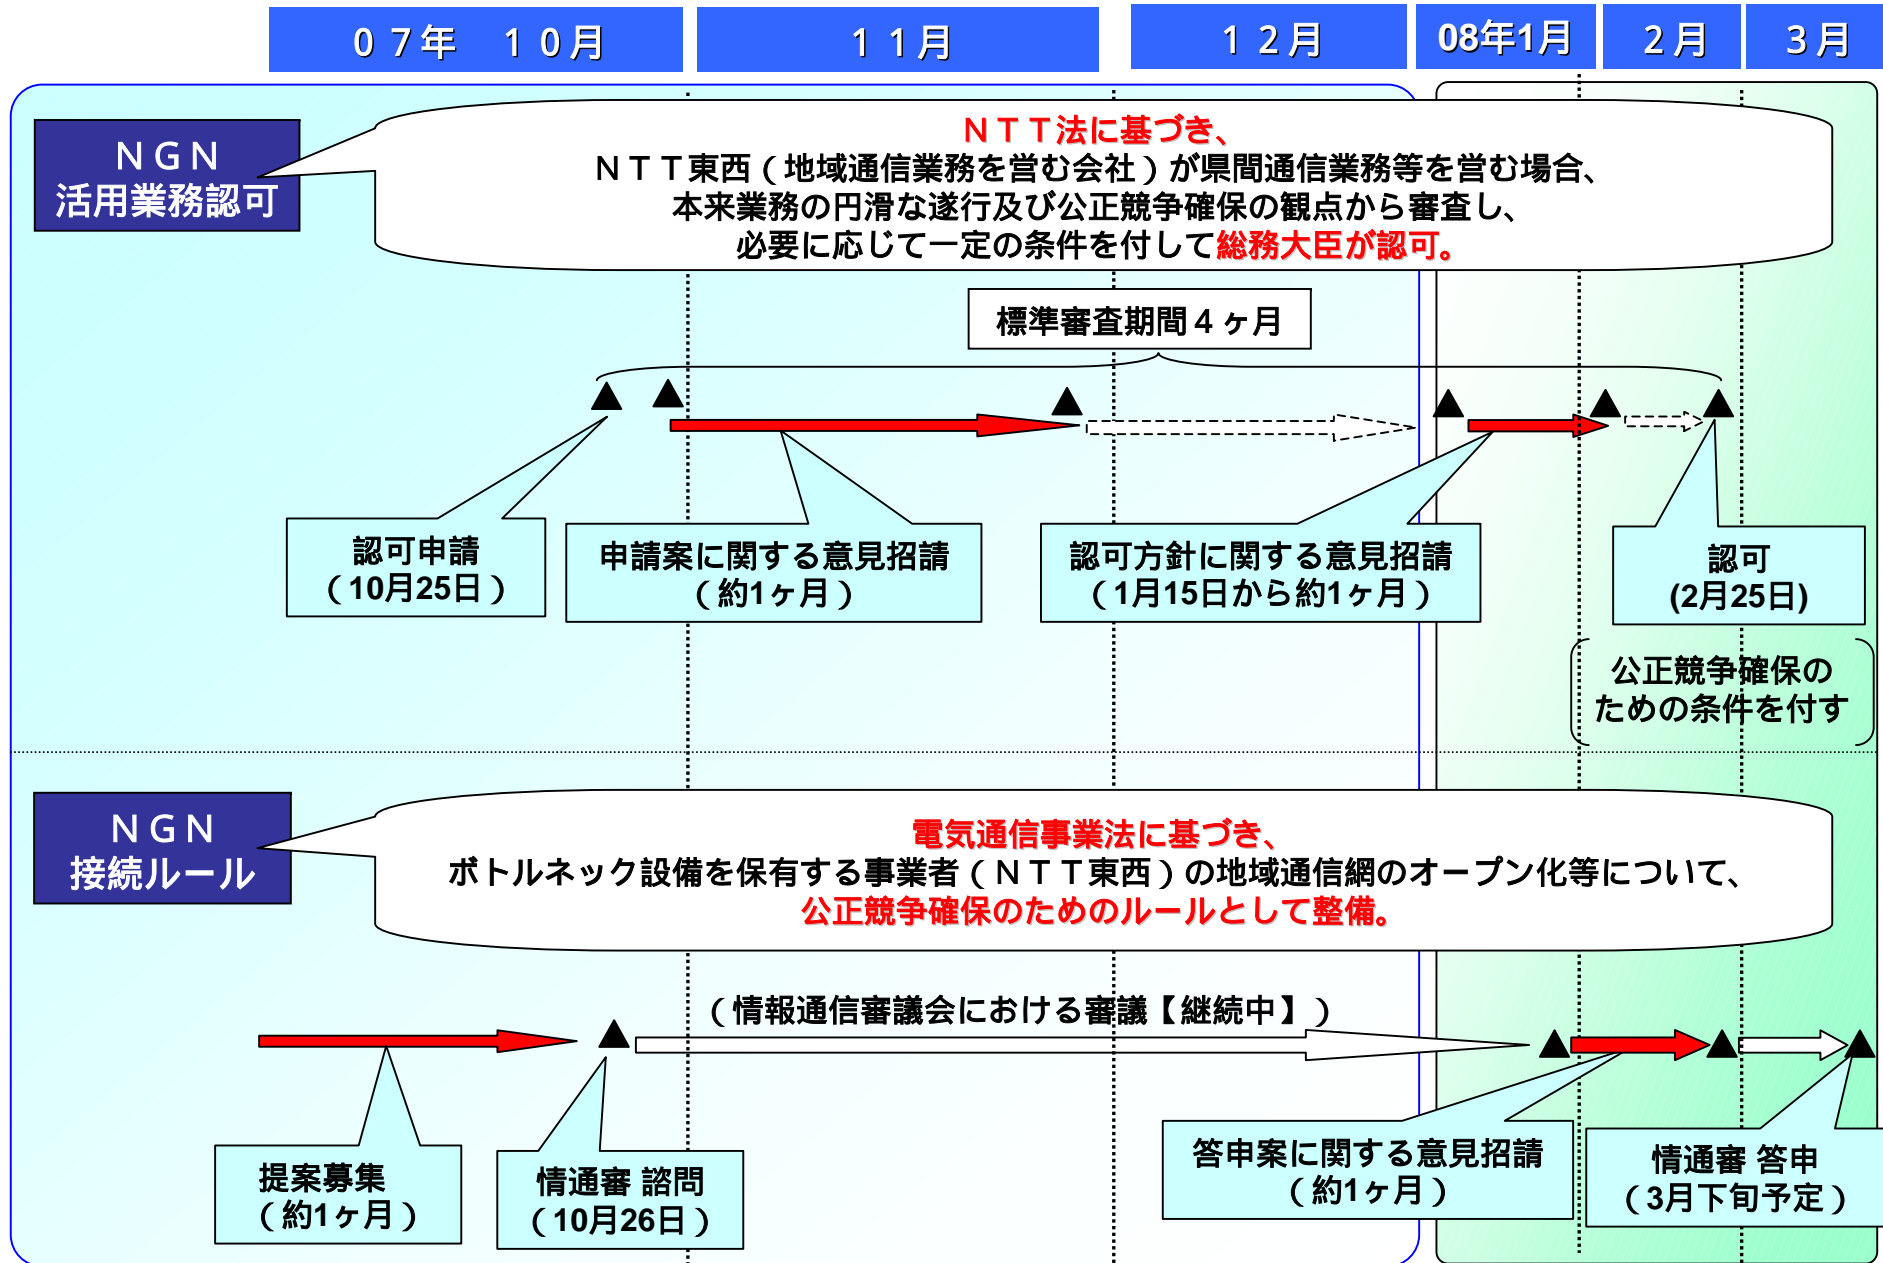 ０７年　１０月
１１月
１２月
08年1月
２月
３月
ＮＧＮ
活用業務認可
ＮＴＴ法に基づき、
ＮＴＴ東西（地域通信業務を営む会社）が県間通信業務等を営む場合、
本来業務の円滑な遂行及び公正競争確保の観点から審査し、
必要に応じて一定の条件を付して総務大臣が認可。
標準審査期間４ヶ月
認可申請
（10月25日）
申請案に関する意見招請
（約1ヶ月）
認可方針に関する意見招請
（1月15日から約1ヶ月）
認可
(2月25日)
公正競争確保の
ための条件を付す
ＮＧＮ
接続ルール
電気通信事業法に基づき、
ボトルネック設備を保有する事業者（ＮＴＴ東西）の地域通信網のオープン化等について、
公正競争確保のためのルールとして整備。
（情報通信審議会における審議【継続中】）
提案募集
（約1ヶ月）
情通審 諮問
（10月26日）
答申案に関する意見招請
（約1ヶ月）
情通審 答申
（3月下旬予定）